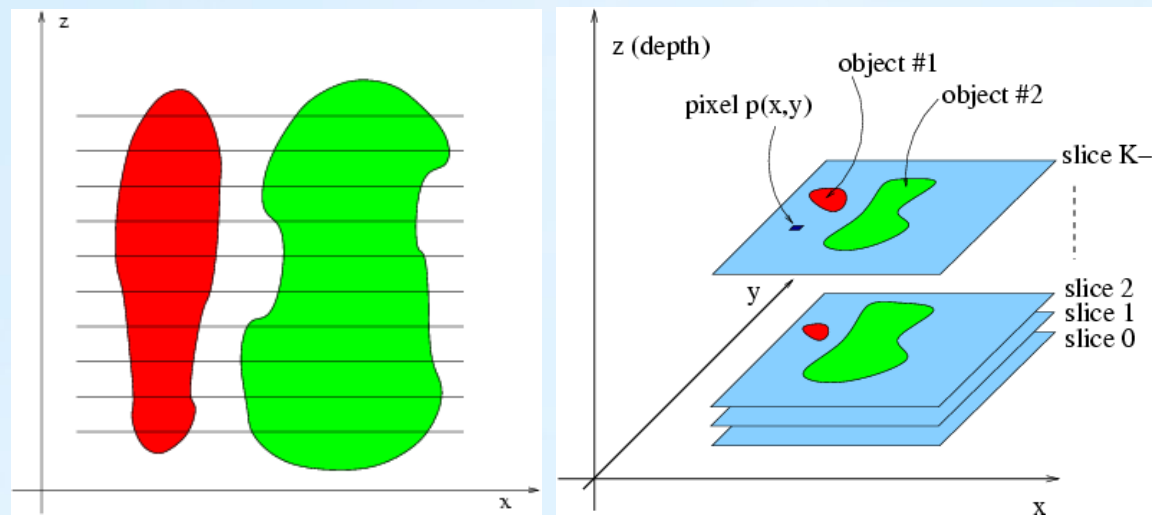 z
x
z (depth)
object #1
object #2
pixel p(x,y)
slice K–
y
slice 2
slice 1
slice 0
x